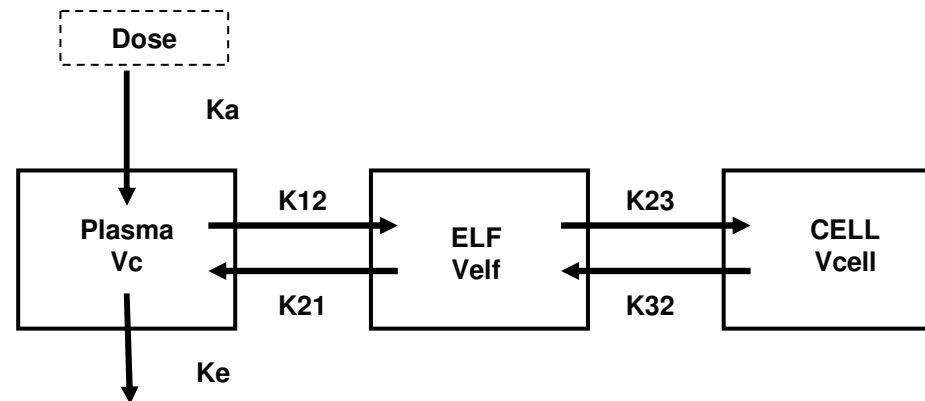 Dose
Ka
K12
K23
Plasma
Vc
ELF
Velf
CELL
Vcell
K21
K32
Ke